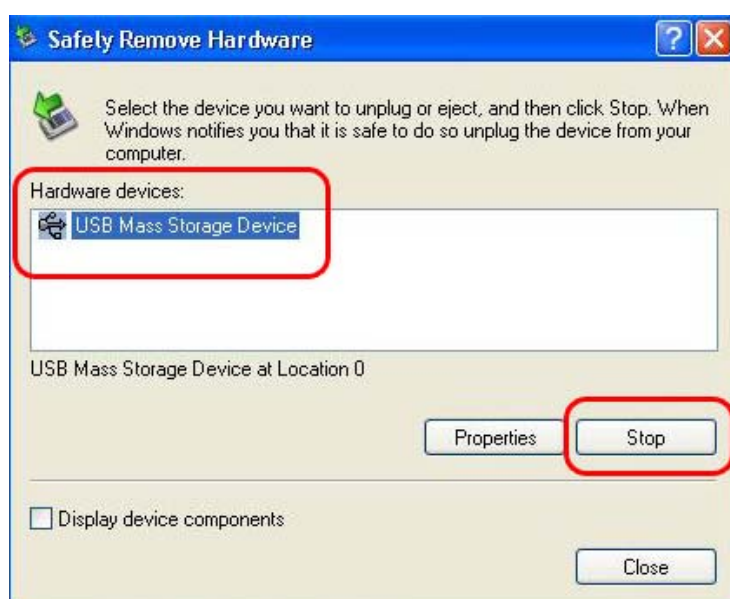 Safely Remove Hardware
Select the device you want to unplug or eject, and then click Stop. When
Windows notifies you that it is safe to do so unplug the device from your
computer.
Hardware devices:
USB Mass Storage Device
USB Mass Storage Device at Location 0
Properties
Stop
Display device components
Close